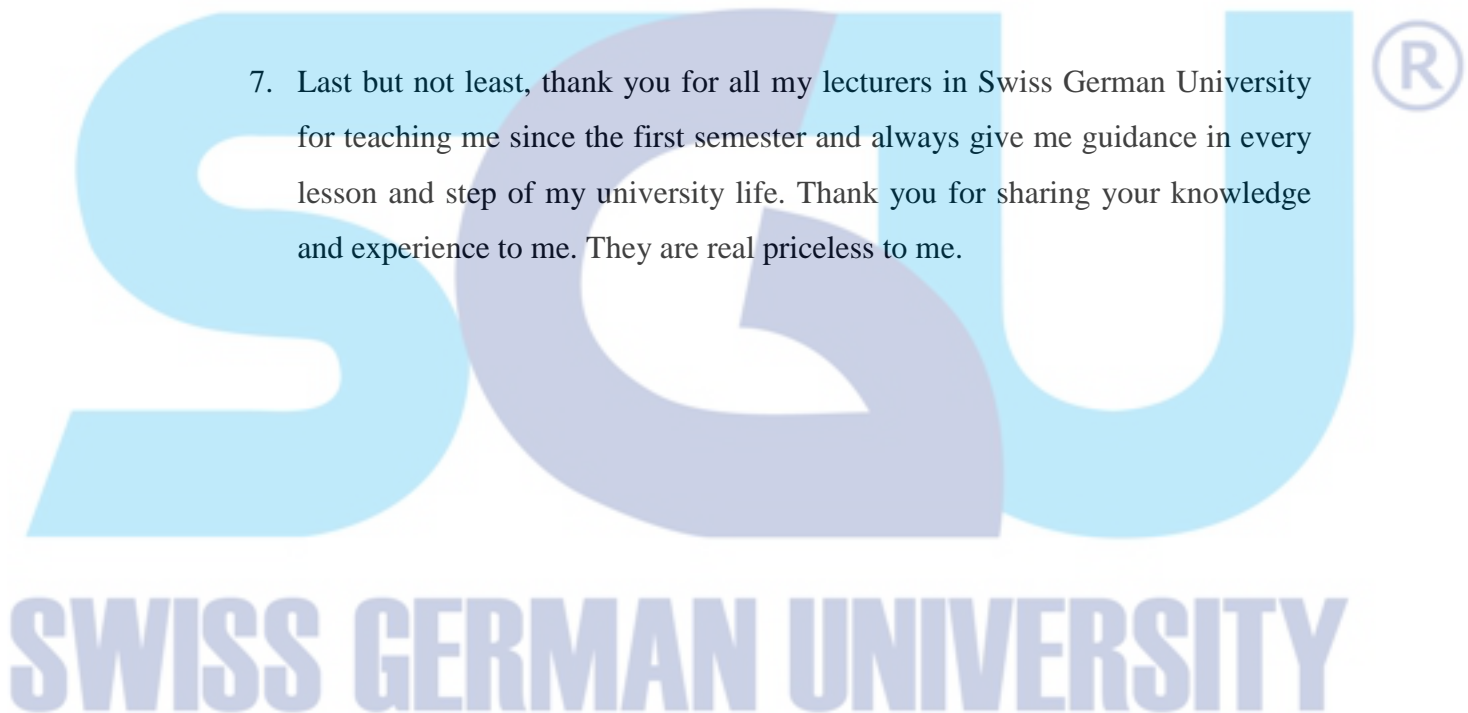 7. Last but not least, thank you for all my lecturers in Swiss German University
for teaching me since the first semester and always give me guidance in every
lesson and step of my university life. Thank you for sharing your knowledge
and experience to me. They are real priceless to me.
SGU ®
SWISS GERMAN UNIVERSITY